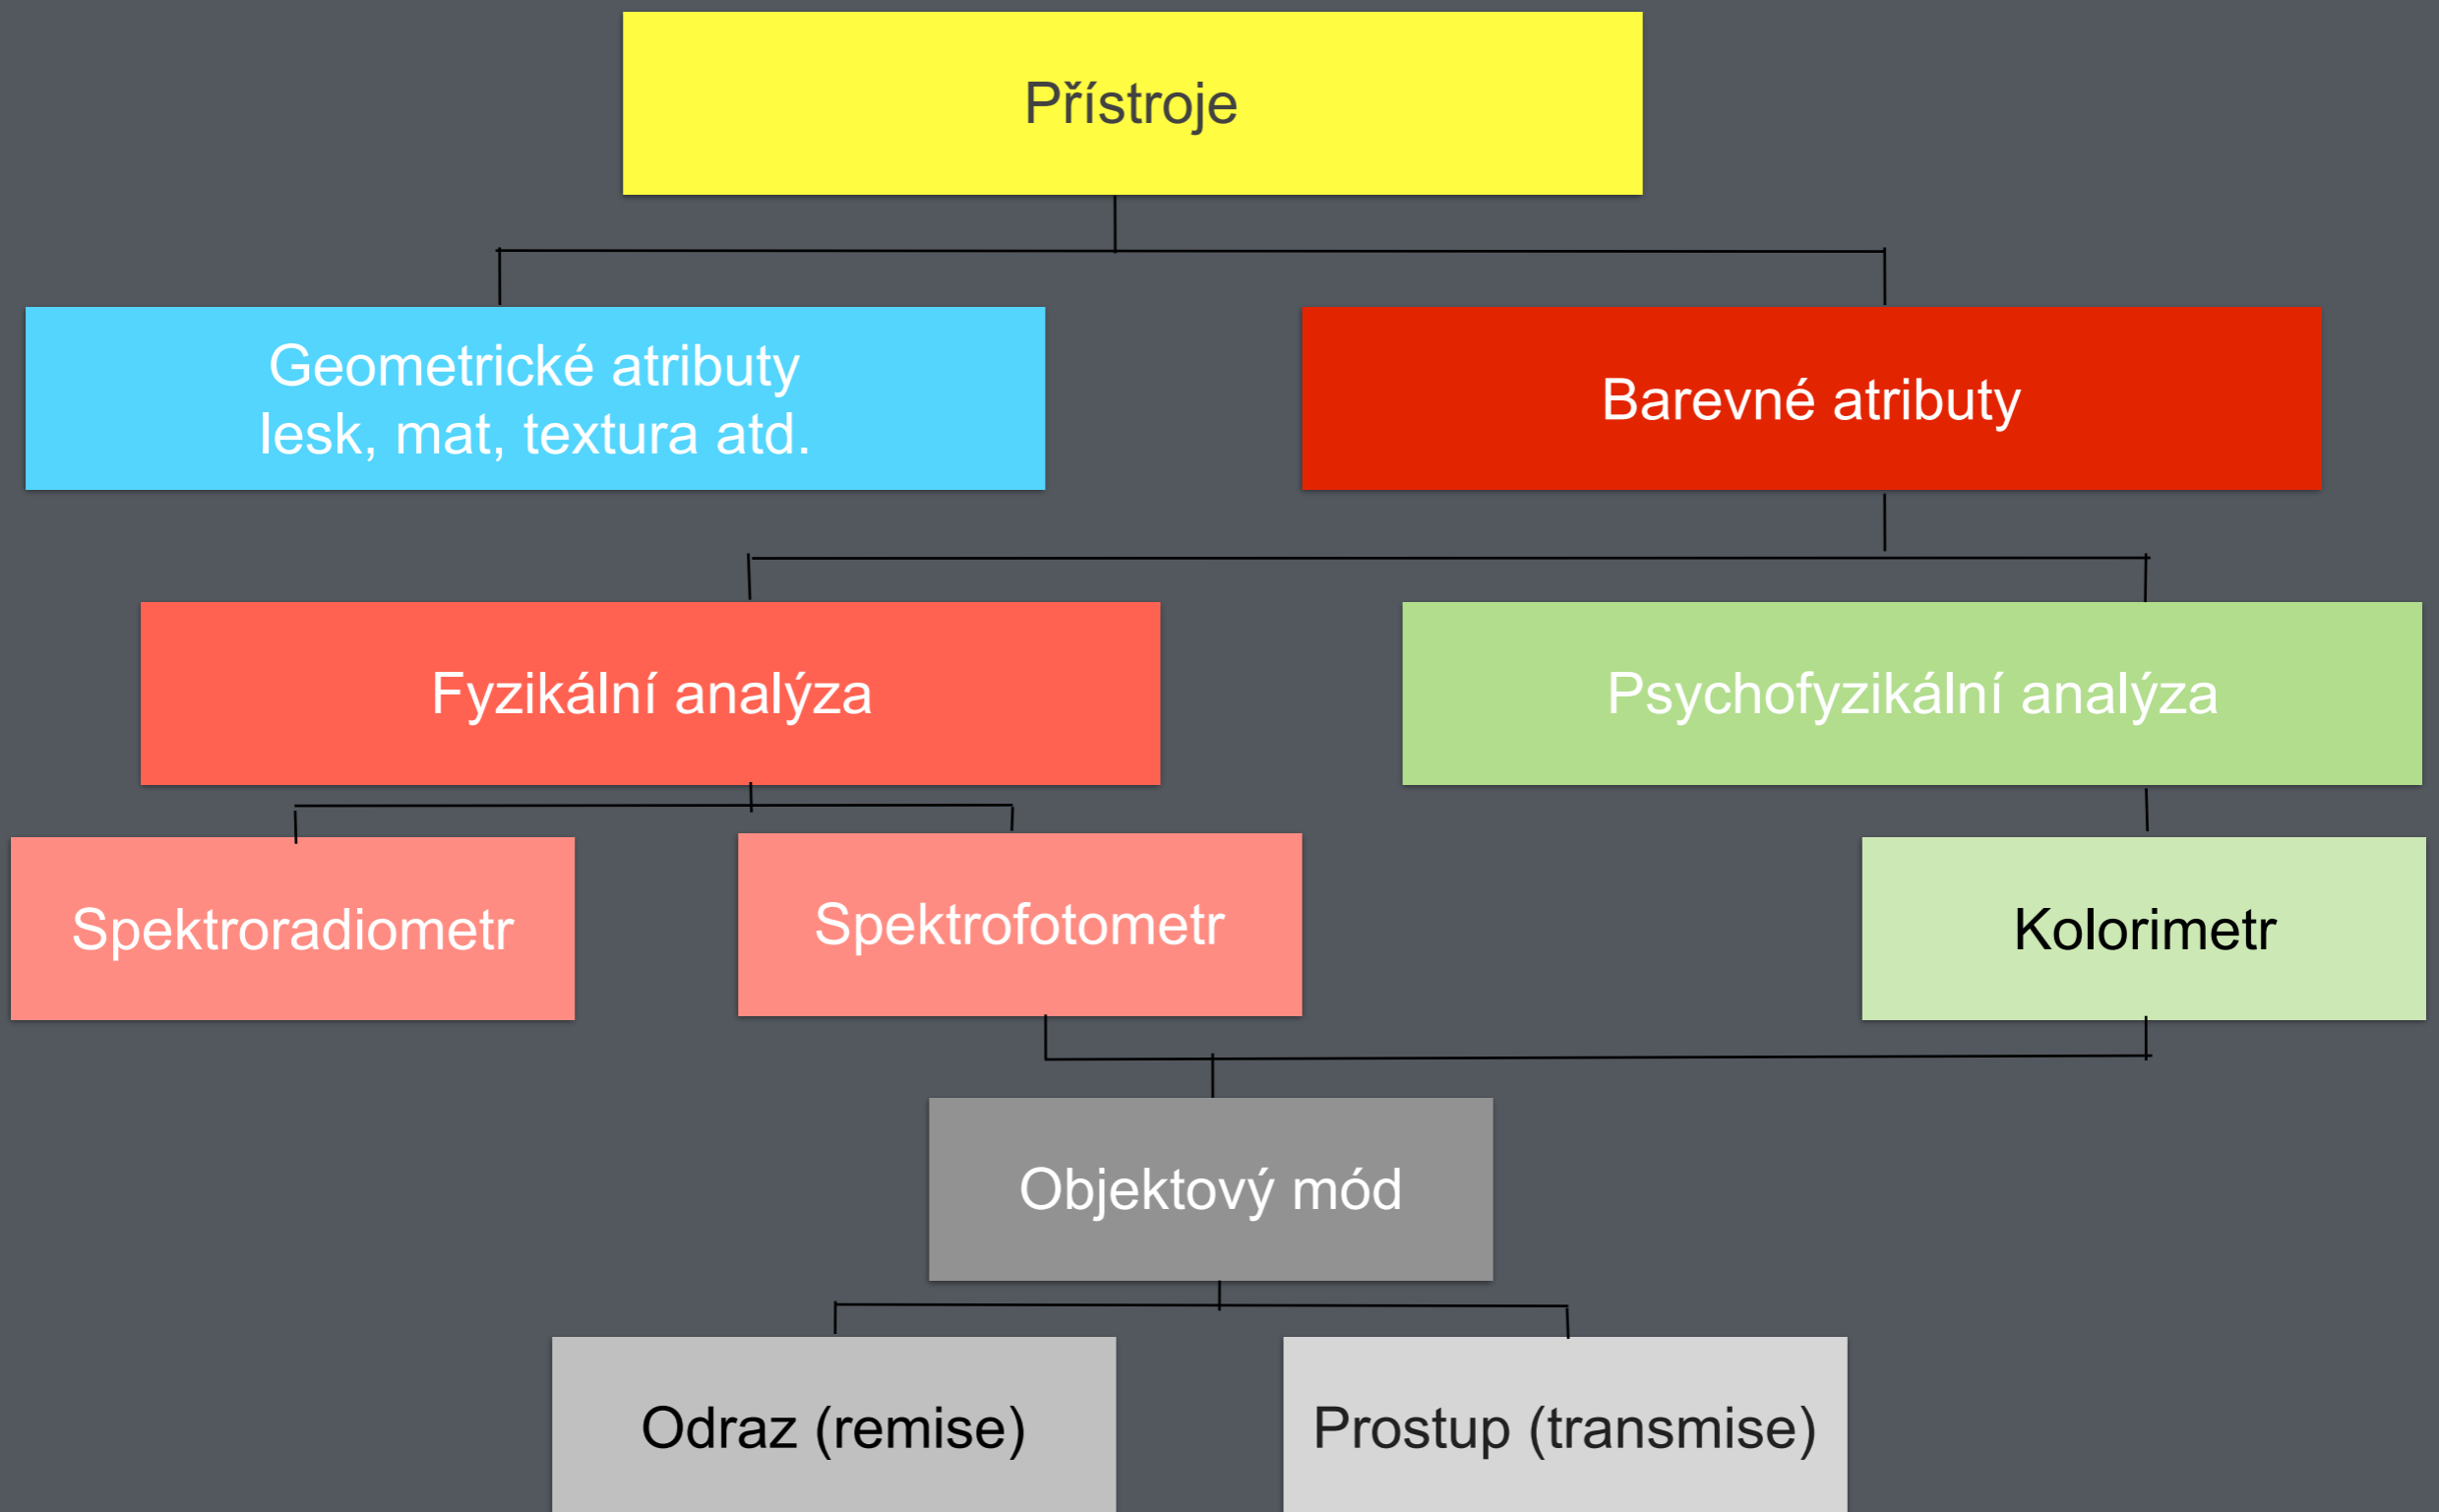 Přístroje
Geometrické atributy
lesk, mat, textura atd.
Barevné atributy
Fyzikální analýza
Psychofyzikální analýza
Spektroradiometr
Spektrofotometr
Kolorimetr
Objektový mód
Odraz (remise)
Prostup (transmise)